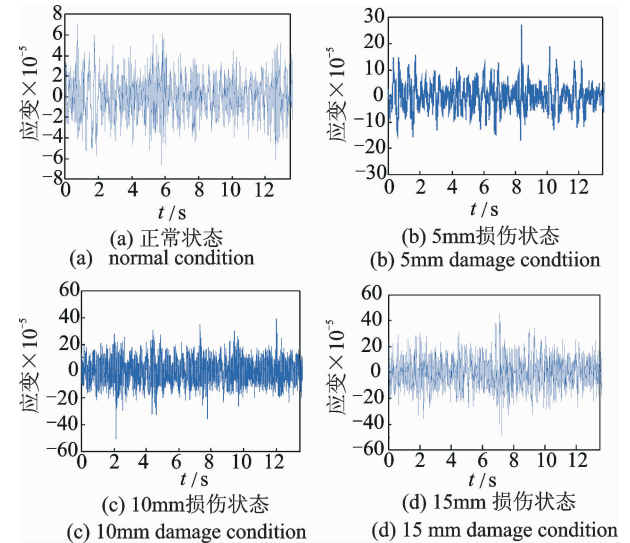 8
6
4
2
0
−2
−4
−6
−8
应变×10⁻⁵
0 2 4 6 8 10 12
t/s
(a) 正常状态
(a) normal condition
30
20
10
0
−10
−20
−30
应变×10⁻⁵
0 2 4 6 8 10 12
t/s
(b) 5mm损伤状态
(b) 5mm damage condtiion
60
40
20
0
−20
−40
−60
应变×10⁻⁵
0 2 4 6 8 10 12
t/s
(c) 10mm损伤状态
(c) 10mm damage condition
60
40
20
0
−20
−40
−60
应变×10⁻⁵
0 2 4 6 8 10 12
t/s
(d) 15mm 损伤状态
(d) 15 mm damage condition